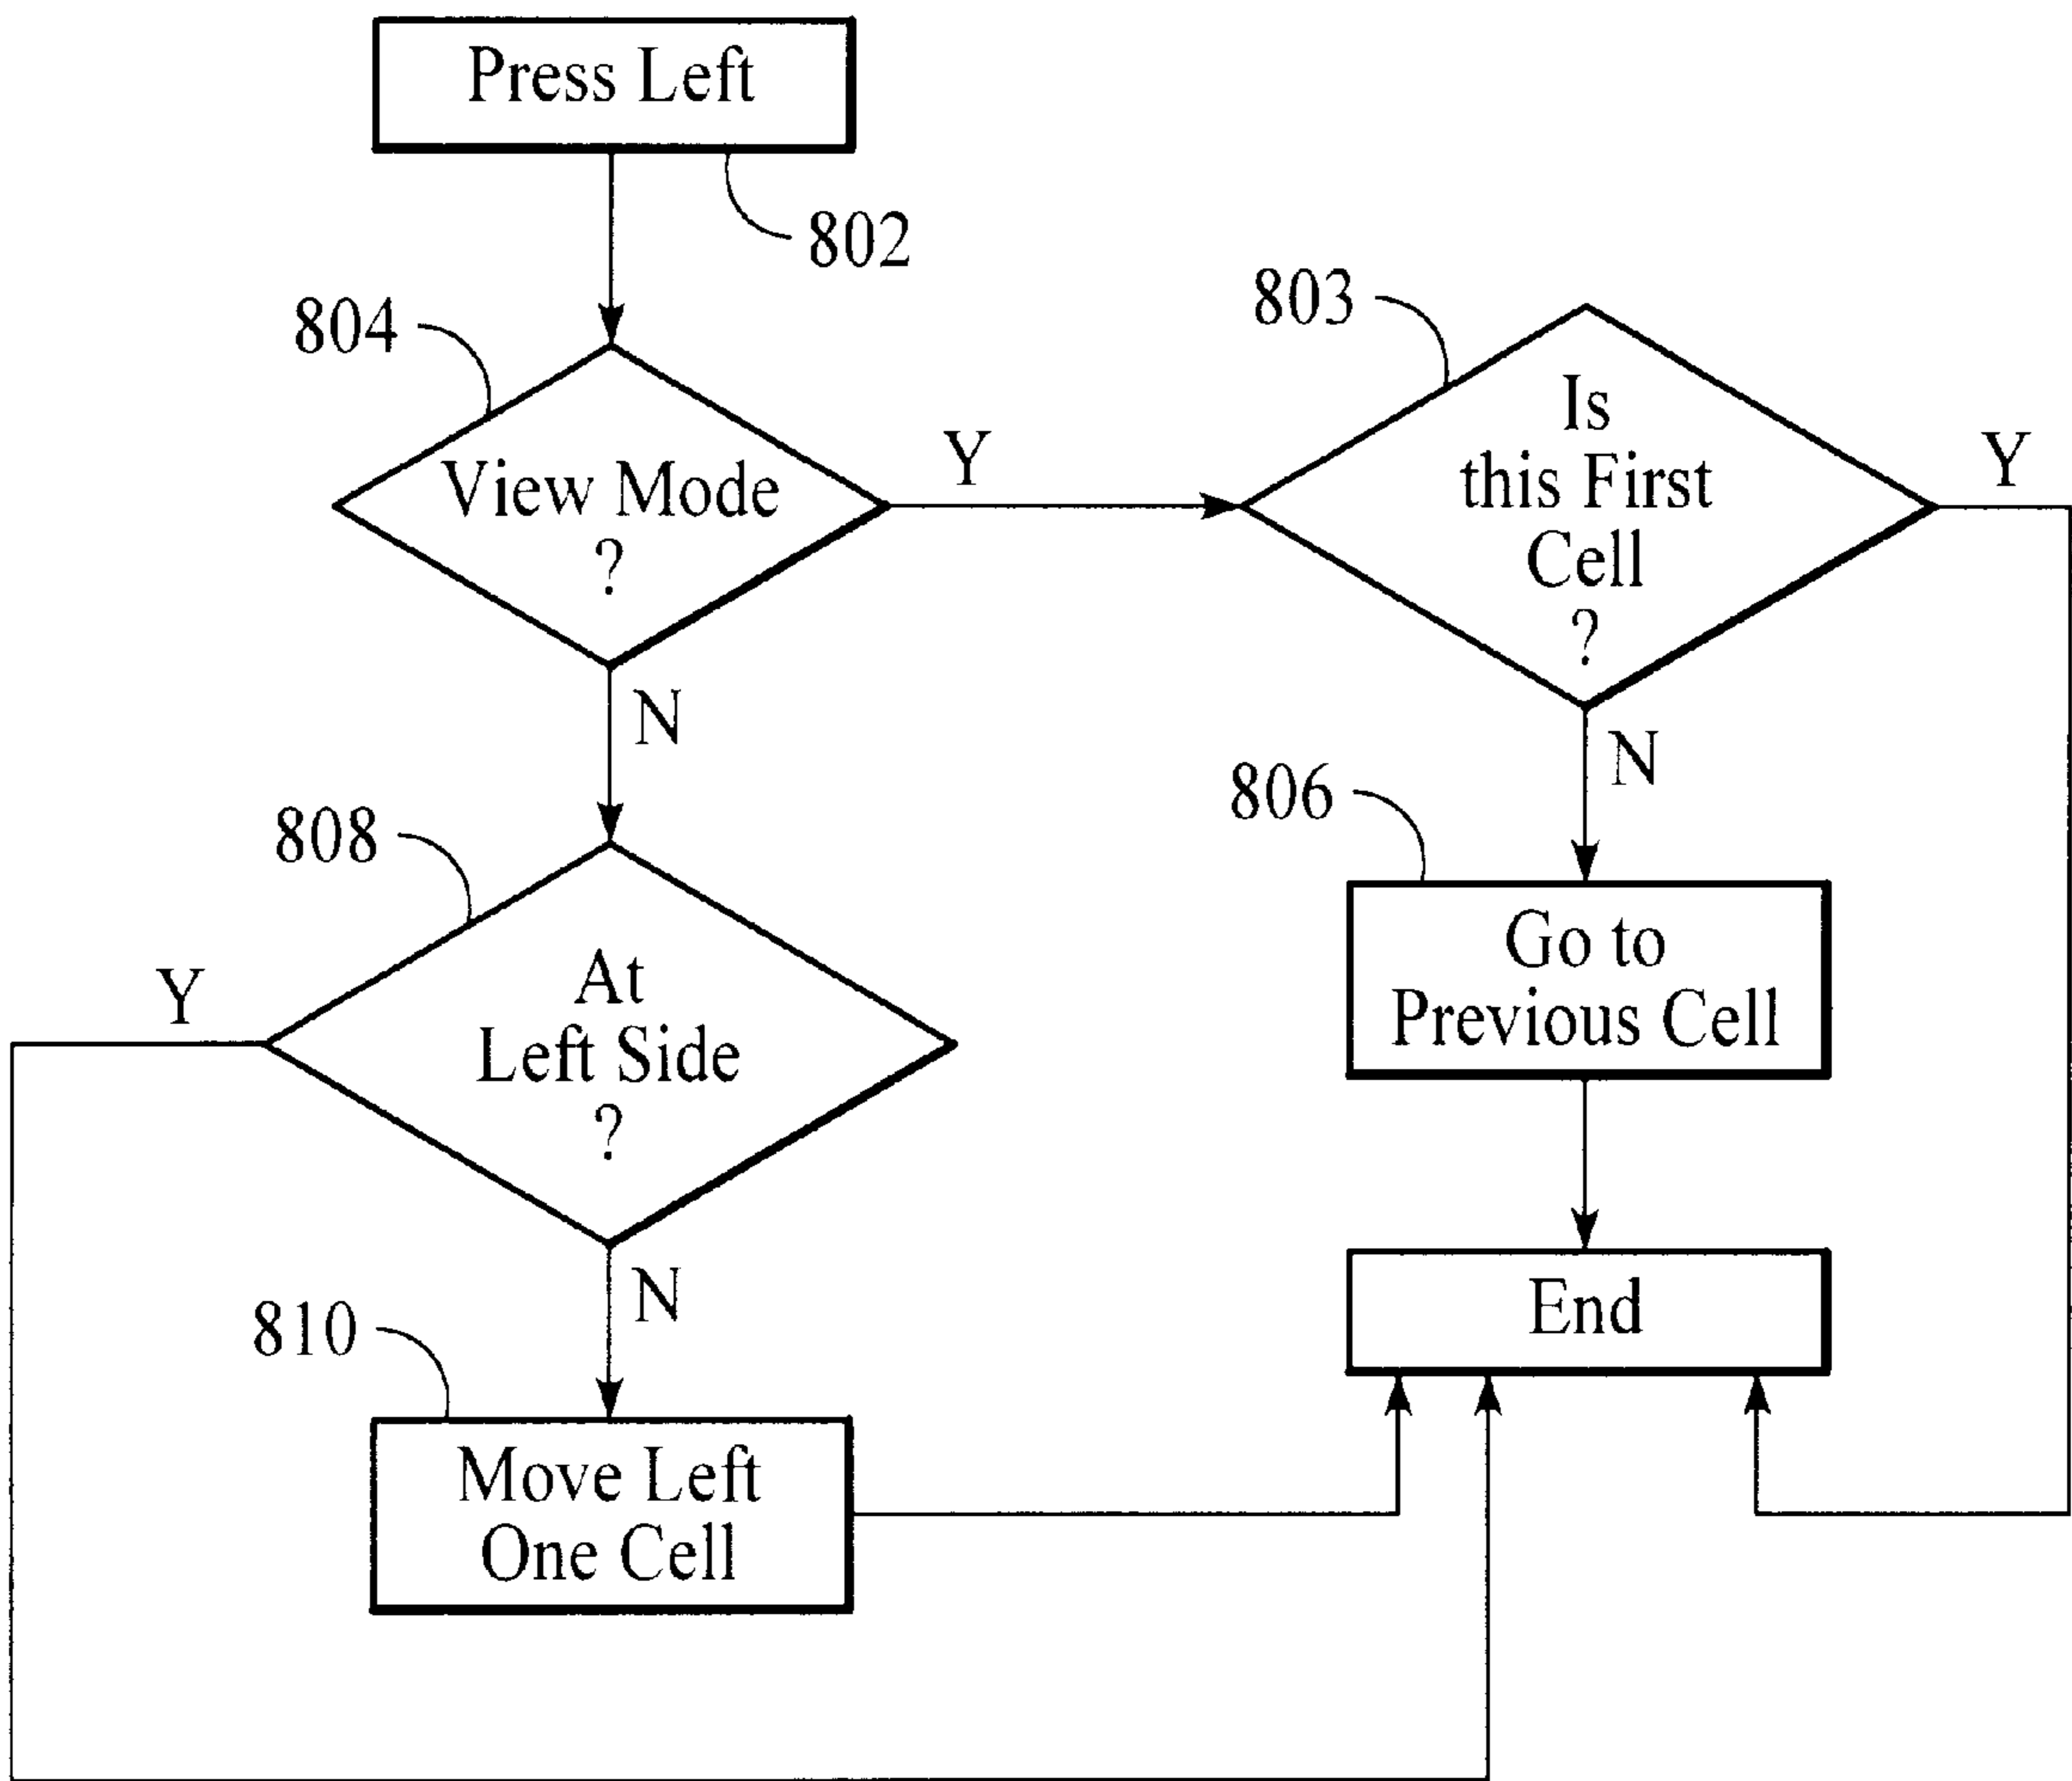 Press Left
802
804
803
View Mode
?
Y
Is
this First
Cell
?
Y
N
N
808
806
At
Left Side
?
Y
Go to
Previous Cell
N
End
810
Move Left
One Cell